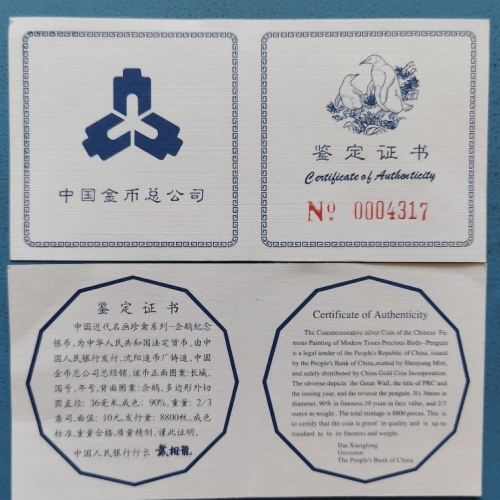 中国金币总公司
鉴定证书
Certificate of Authenticity
No 0004317
鉴定证书
中国近代名画珍禽系列-企鹅纪念
银币,为中华人民共和国法定货币,由中
国人民银行发行,沈阳造币厂铸造,中国
金币总公司总经销,该币正面图案:长城,
国号,年号,背面图案:企鹅,多边形外切
圆直径:36毫米,成色:90%,重量:2/3
盎司,面值:10元,发行量:8800枚,成色
标准,重量合格,质量精制,谨此证明。
中国人民银行行长 戴相龙
Certificate of Authenticity
The Commemorative silver Coin of the Chinese Fa-
mous Painting of Modern Times Precious Birds—Penguin
is a legal tender of the People's Republic of China, issued
by the People's Bank of China, minted by Shenyang Mint,
and solely distributed by China Gold Coin Incorporation.
The obverse depicts the Great Wall, the title of PRC and
the issuing year, and the reverse the penguin. It's 36mm in
diameter, 90% in fineness, 10 yuan in face value, and 2/3
ounce in weight. The total mintage is 8800 pieces. This is
to certify that the coin is proof in quality and is up to
standard as to its fineness and weight.
Dai Xianglong
Governor
The People's Bank of China